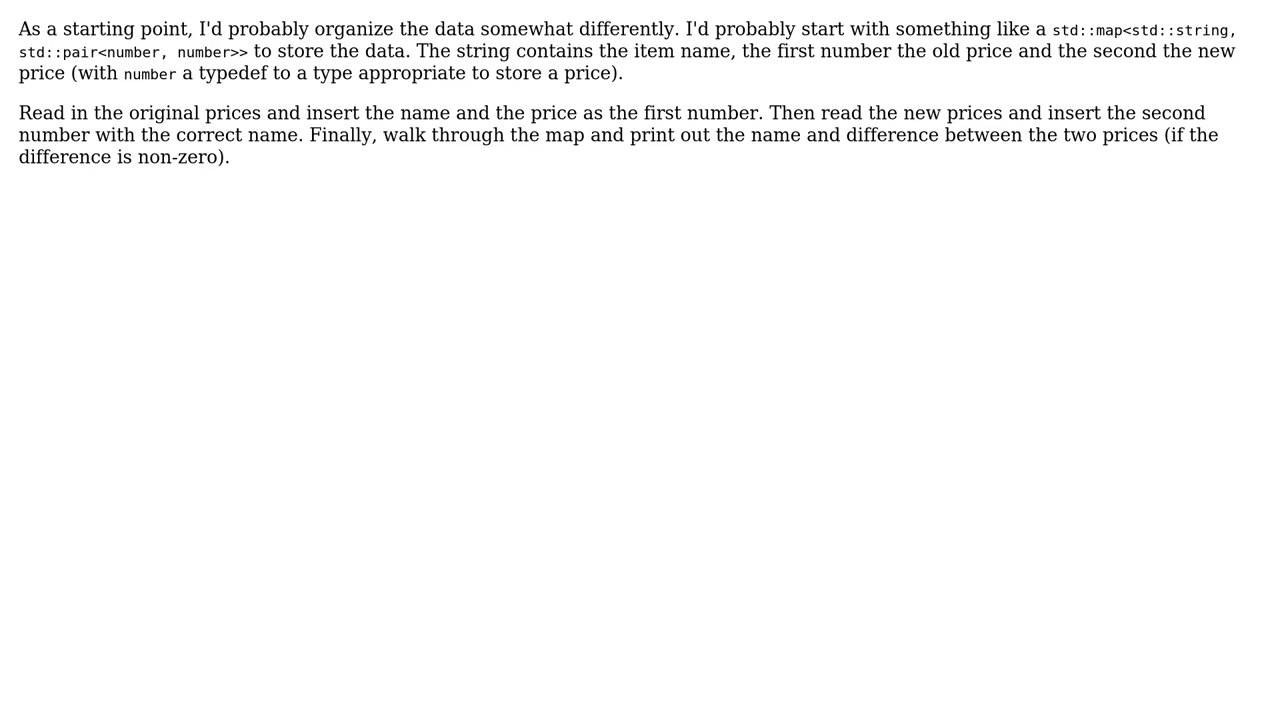 As a starting point, I'd probably organize the data somewhat differently. I'd probably start with something like a std::map<std::string,
std::pair<number, number>> to store the data. The string contains the item name, the first number the old price and the second the new
price (with number a typedef to a type appropriate to store a price).
Read in the original prices and insert the name and the price as the first number. Then read the new prices and insert the second
number with the correct name. Finally, walk through the map and print out the name and difference between the two prices (if the
difference is non-zero).